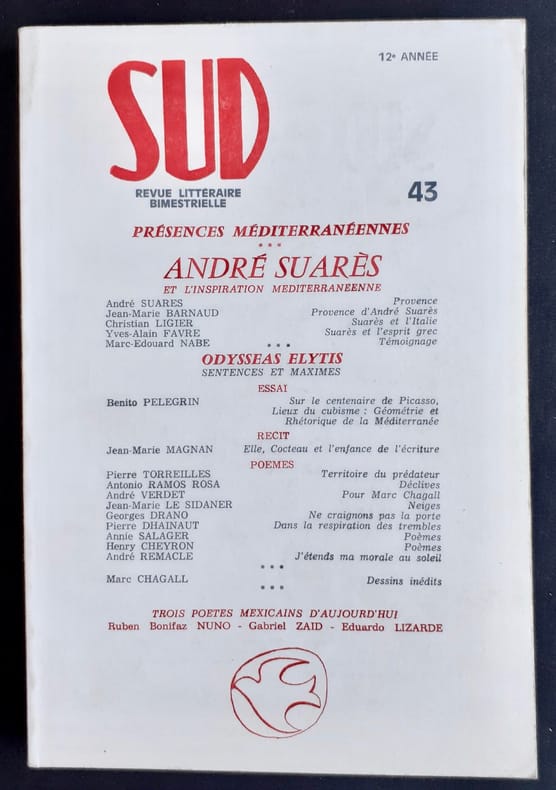 SUD
12e ANNÉE
REVUE LITTÉRAIRE
BIMESTRIELLE
43
PRÉSENCES MÉDITERRANÉENNES
***
ANDRÉ SUARÈS
ET L'INSPIRATION MEDITERRANEENNE
André SUARES Provence
Jean-Marie BARNAUD Provence d'André Suarès
Christian LIGIER Suarès et l'Italie
Yves-Alain FAVRE Suarès et l'esprit grec
Marc-Edouard NABE Témoignage
***
ODYSSEAS ELYTIS
SENTENCES ET MAXIMES
ESSAI
Benito PELEGRIN Sur le centenaire de Picasso,
Lieux du cubisme : Géométrie et
Rhétorique de la Méditerranée
RECIT
Jean-Marie MAGNAN Elle, Cocteau et l'enfance de l'écriture
POEMES
Pierre TORREILLES Territoire du prédateur
Antonio RAMOS ROSA Déclives
André VERDET Pour Marc Chagall
Jean-Marie LE SIDANER Neiges
Georges DRANO Ne craignons pas la porte
Pierre DHAINAUT Dans la respiration des trembles
Annie SALAGER Poèmes
Henry CHEYRON Poèmes
André REMACLE J'étends ma morale au soleil
***
Marc CHAGALL Dessins inédits
***
TROIS POETES MEXICAINS D'AUJOURD'HUI
Ruben Bonifaz NUNO - Gabriel ZAID - Eduardo LIZARDE